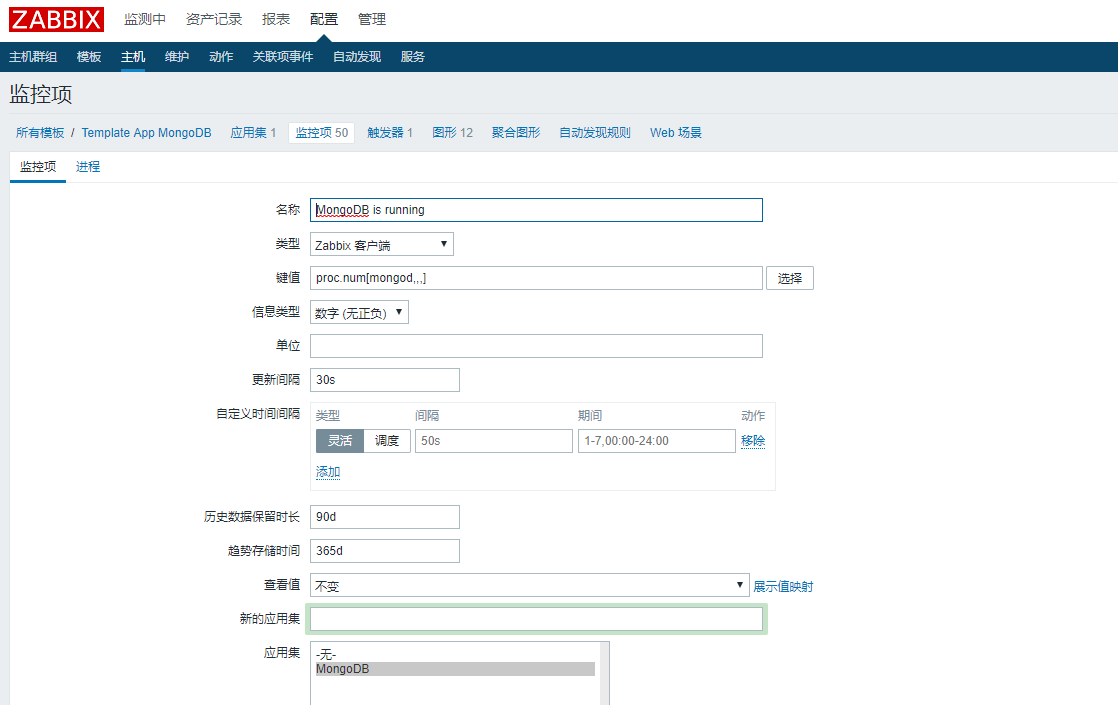 ZABBIX 监测中 资产记录 报表 配置 管理
主机群组 模板 主机 维护 动作 关联项事件 自动发现 服务
监控项
所有模板 / Template App MongoDB 应用集 1 监控项 50 触发器 1 图形 12 聚合图形 自动发现规则 Web 场景
监控项 进程
名称 MongoDB is running
类型 Zabbix 客户端
键值 proc.num[mongod,,,] 选择
信息类型 数字 (无正负)
单位
更新间隔 30s
自定义时间间隔 类型 间隔 期间 动作
灵活 调度 50s 1-7,00:00-24:00 移除
添加
历史数据保留时长 90d
趋势存储时间 365d
查看值 不变 展示值映射
新的应用集
应用集 -无-
MongoDB